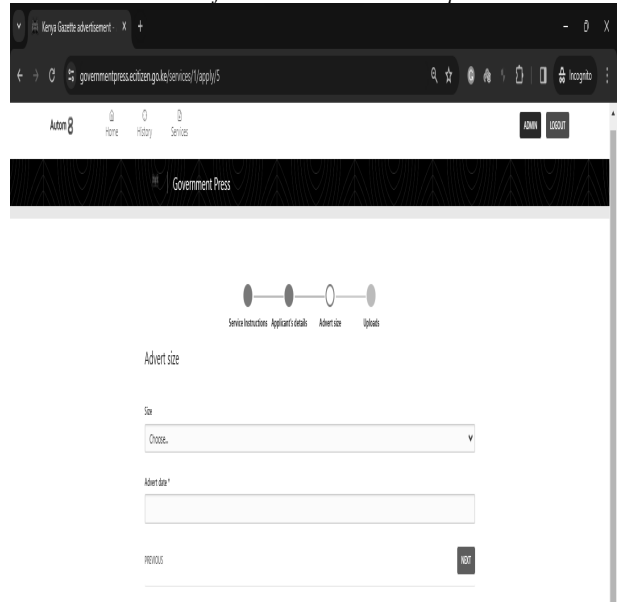 Kenya Gazette advertisement - X +
governmentpress.ecitizen.go.ke/services/1/apply/5
Incognito
Autom8
Home History Services
ADMIN LOGOUT
Government Press
Service Instructions Applicant's details Advert size Uploads
Advert size
Size
Choose..
Advert date *
PREVIOUS NEXT